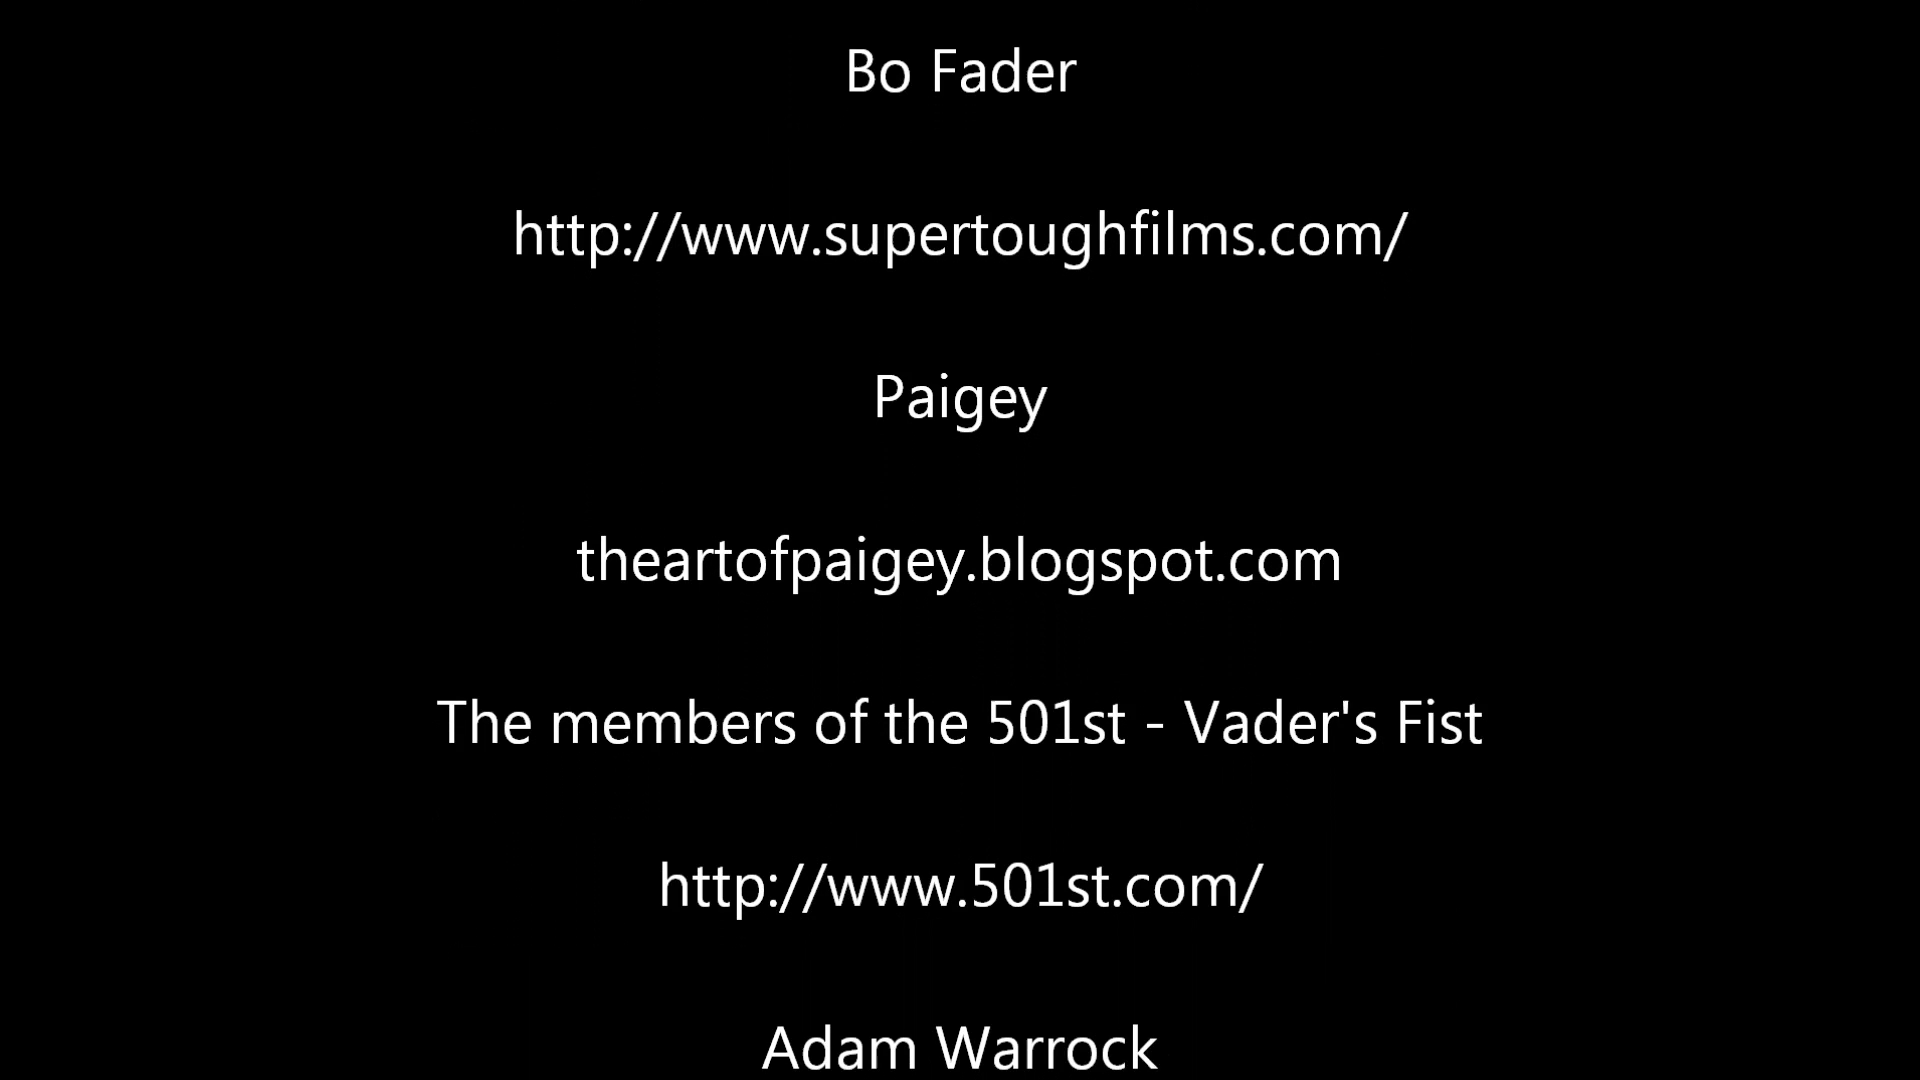 Bo Fader
http://www.supertoughfilms.com/
Paigey
theartofpaigey.blogspot.com
The members of the 501st - Vader's Fist
http://www.501st.com/
Adam Warrock